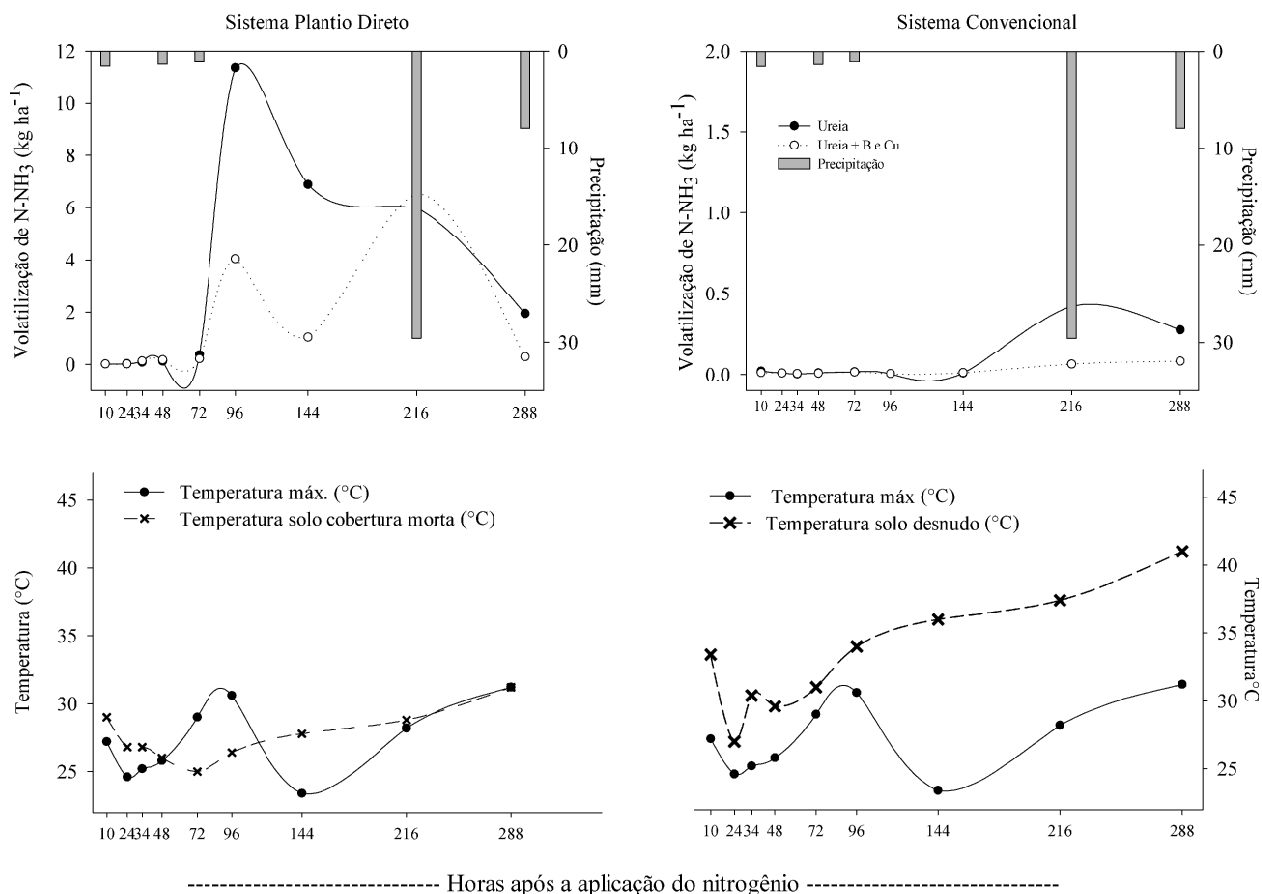 Sistema Plantio Direto
Volatilização de N-NH3 (kg ha-1)
12
10
8
6
4
2
0
0
10
20
30
Precipitação (mm)
10 24 34 48 72 96 144 216 288
Sistema Convencional
Volatilização de N-NH3 (kg ha-1)
2.0
1.5
1.0
0.5
0.0
Ureia
Ureia + B e Cu
Precipitação
0
10
20
30
Precipitação (mm)
10 24 34 48 72 96 144 216 288
Temperatura (°C)
45
40
35
30
25
Temperatura máx. (°C)
Temperatura solo cobertura morta (°C)
10 24 34 48 72 96 144 216 288
Temperatura máx (°C)
Temperatura solo desnudo (°C)
45
40
35
30
25
Temperatura°C
10 24 34 48 72 96 144 216 288
Horas após a aplicação do nitrogênio